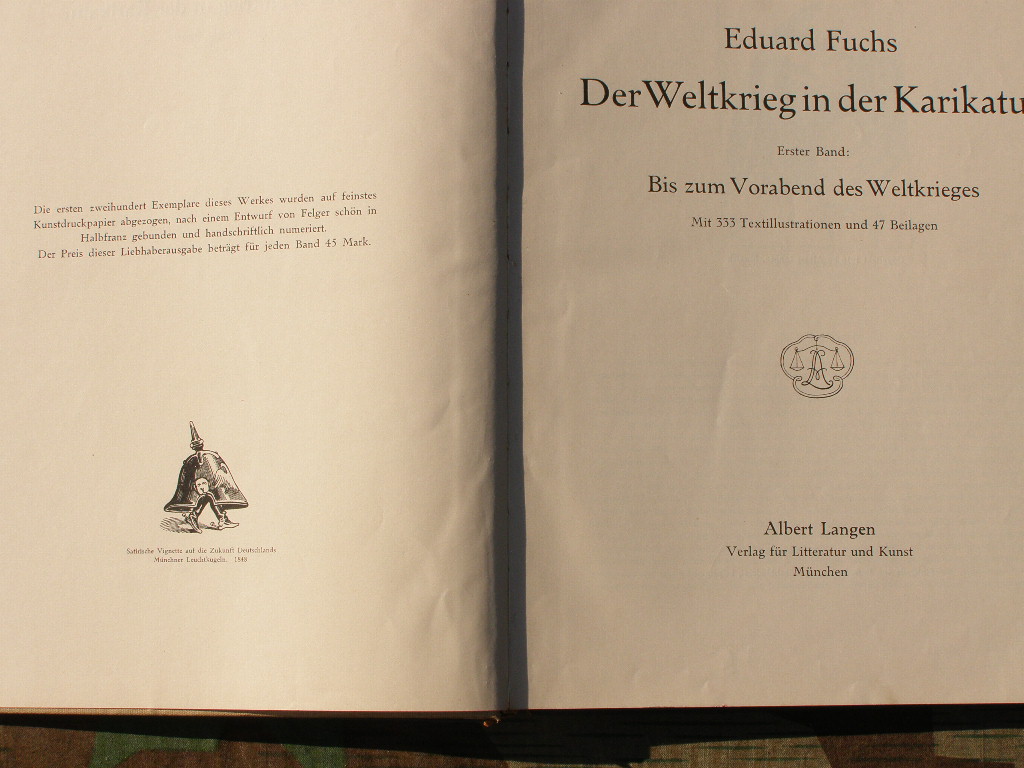 Die ersten zweihundert Exemplare dieses Werkes wurden auf feinstes
Kunstdruckpapier abgezogen, nach einem Entwurf von Felger schön in
Halbfranz gebunden und handschriftlich numeriert.
Der Preis dieser Liebhaberausgabe beträgt für jeden Band 45 Mark.
Satirische Vignette auf die Zukunft Deutschlands
Münchner Leuchtkugeln. 1848
Eduard Fuchs
Der Weltkrieg in der Karikatu
Erster Band:
Bis zum Vorabend des Weltkrieges
Mit 333 Textillustrationen und 47 Beilagen
Albert Langen
Verlag für Litteratur und Kunst
München